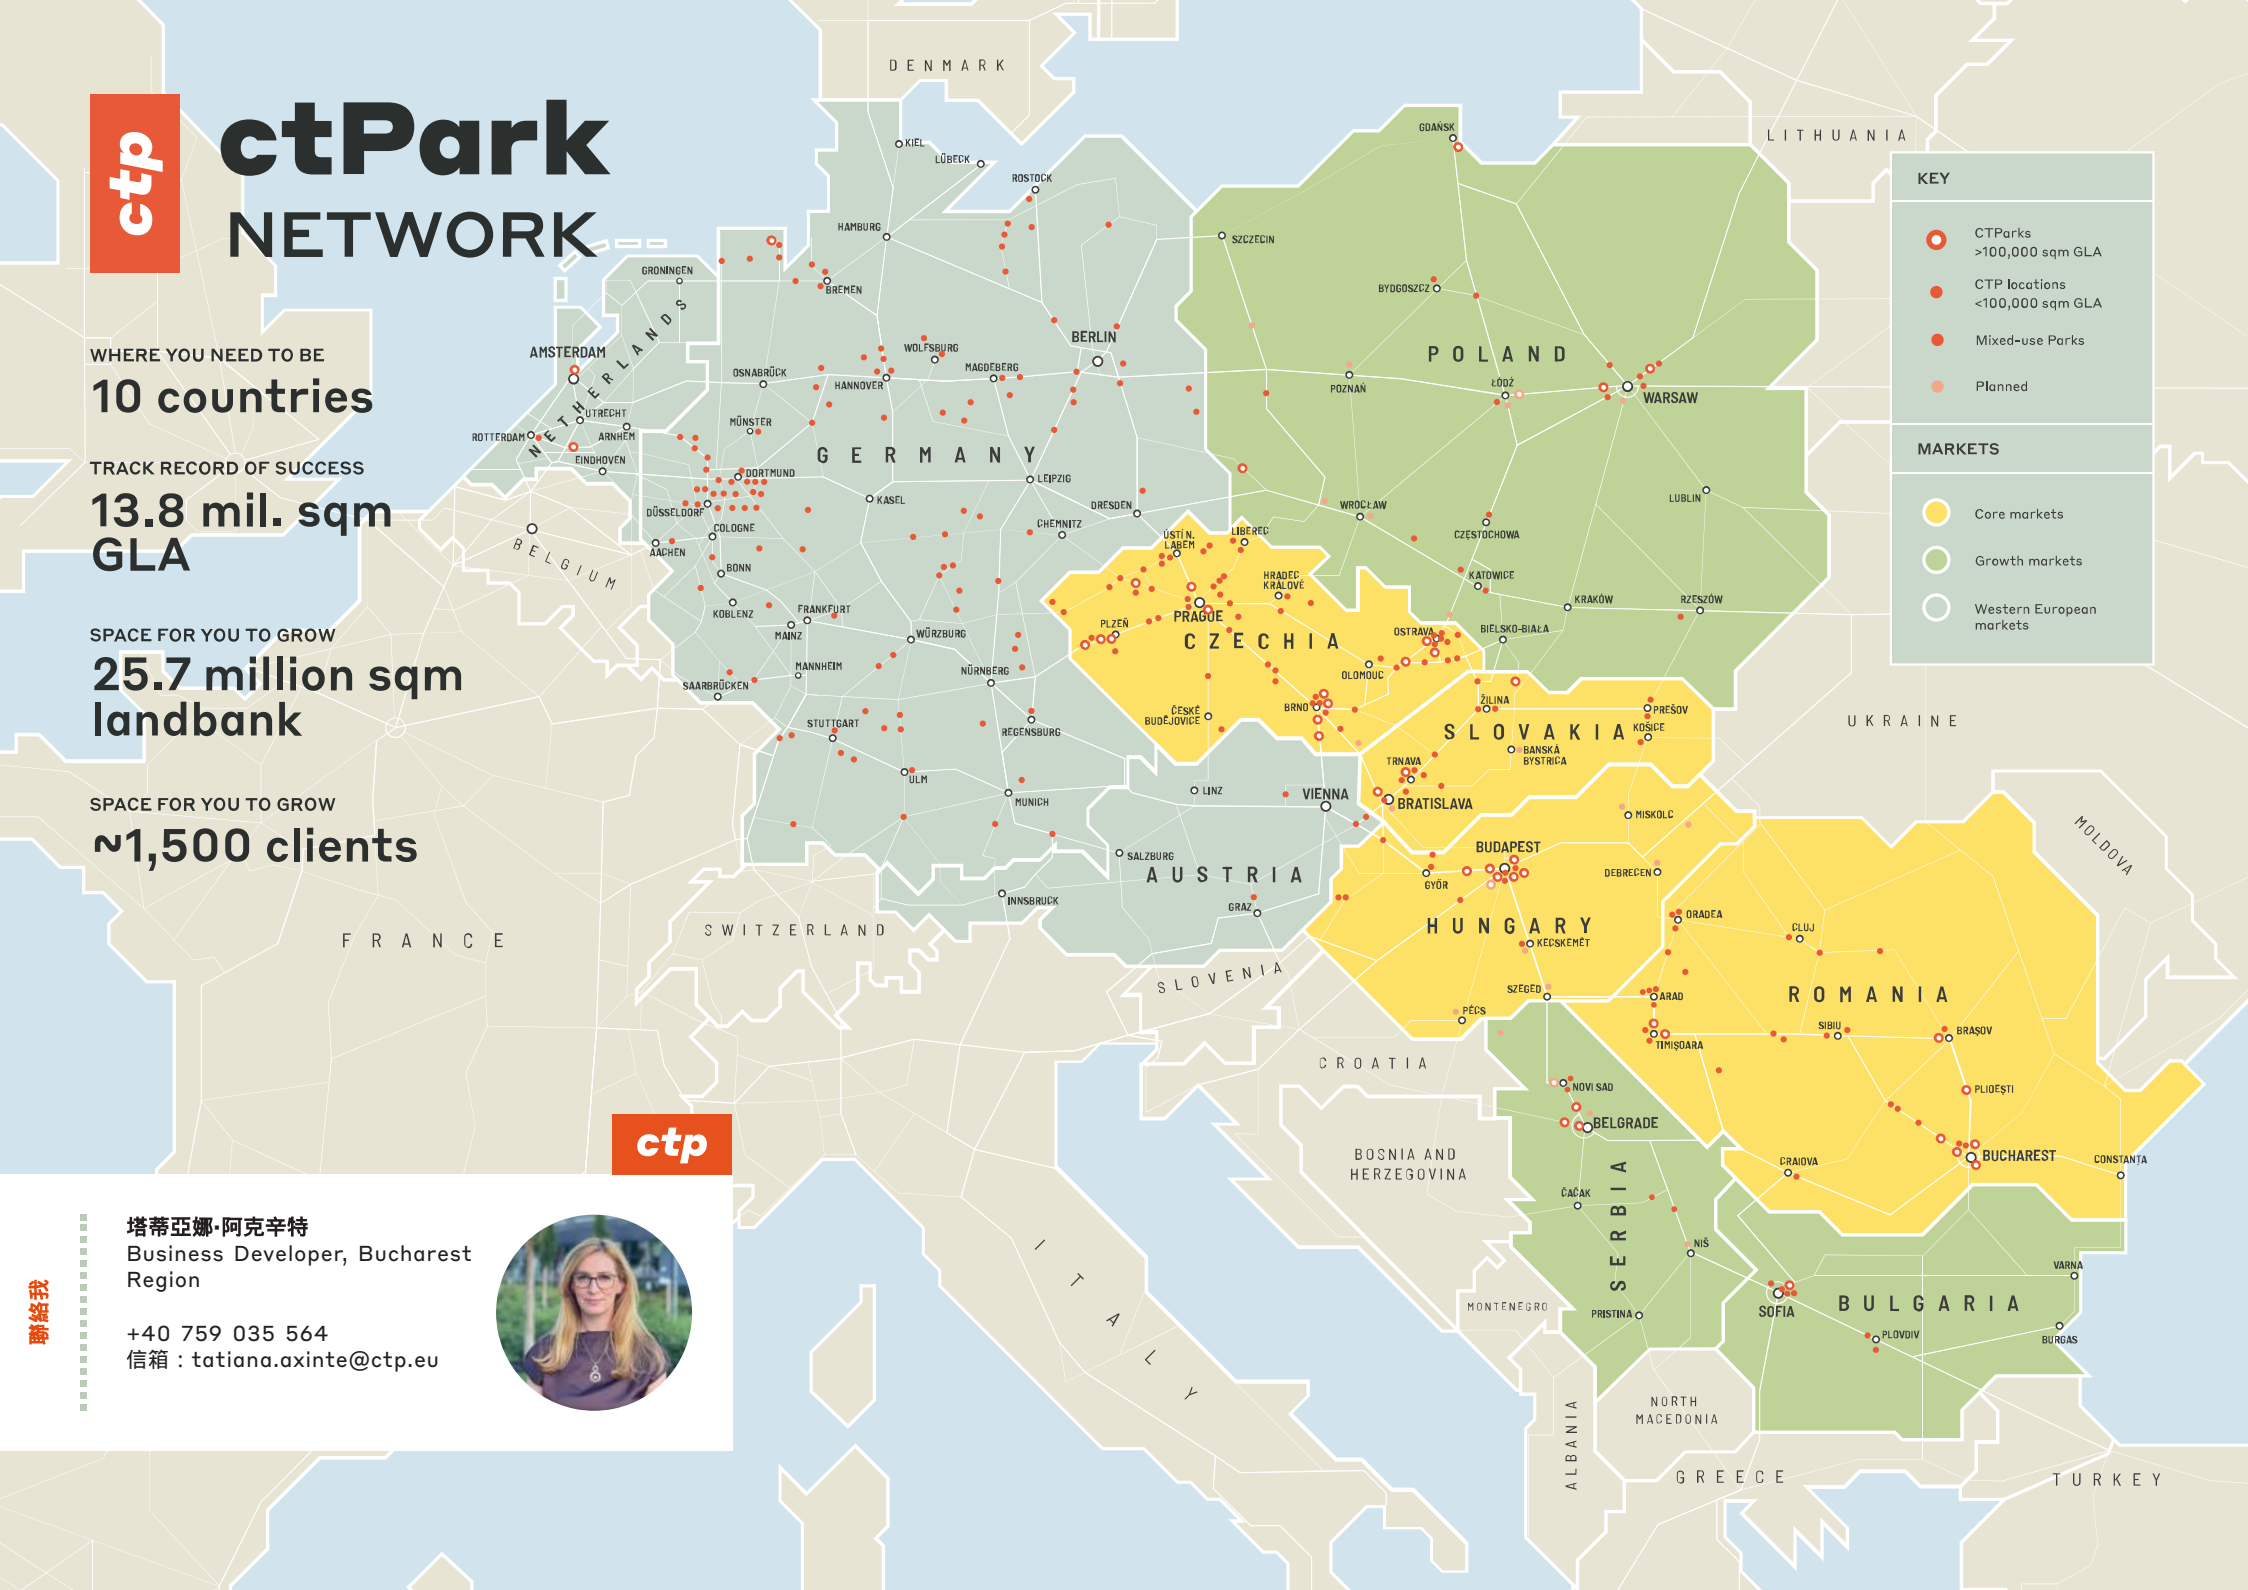 ctp
ctPark
NETWORK
WHERE YOU NEED TO BE
10 countries
TRACK RECORD OF SUCCESS
13.8 mil. sqm
GLA
SPACE FOR YOU TO GROW
25.7 million sqm
landbank
SPACE FOR YOU TO GROW
~1,500 clients
KEY
CTParks
>100,000 sqm GLA
CTP locations
<100,000 sqm GLA
Mixed-use Parks
Planned
MARKETS
Core markets
Growth markets
Western European
markets
DENMARK
LITHUANIA
KIEL
LÜBECK
ROSTOCK
HAMBURG
BREMEN
GRONINGEN
NETHERLANDS
AMSTERDAM
UTRECHT
ROTTERDAM
ARNHEM
EINDHOVEN
BELGIUM
OSNABRÜCK
HANNOVER
WOLFSBURG
MAGDEBERG
BERLIN
MÜNSTER
GERMANY
DORTMUND
DÜSSELDORF
COLOGNE
AACHEN
BONN
KOBLENZ
KASEL
LEIPZIG
DRESDEN
CHEMNITZ
FRANKFURT
MAINZ
WÜRZBURG
MANNHEIM
SAARBRÜCKEN
NÜRNBERG
STUTTGART
REGENSBURG
ULM
MUNICH
GDAŃSK
SZCZECIN
BYDGOSZCZ
POLAND
POZNAŃ
ŁÓDŹ
WARSAW
WROCŁAW
LUBLIN
CZĘSTOCHOWA
KATOWICE
KRAKÓW
RZESZÓW
BIELSKO-BIAŁA
ÚSTÍ N.
LABEM
LIBEREC
HRADEC
KRÁLOVÉ
PRAGUE
PLZEŇ
CZECHIA
OSTRAVA
OLOMOUC
BRNO
ČESKÉ
BUDĚJOVICE
ŽILINA
PREŠOV
KOŠICE
SLOVAKIA
BANSKÁ
BYSTRICA
TRNAVA
BRATISLAVA
UKRAINE
MOLDOVA
LINZ
VIENNA
SALZBURG
AUSTRIA
INNSBRUCK
GRAZ
MISKOLC
BUDAPEST
DEBRECEN
GYŐR
HUNGARY
KECSKEMÉT
SZEGED
PÉCS
ORADEA
CLUJ
ROMANIA
ARAD
TIMIȘOARA
SIBIU
BRAȘOV
PLIOEȘTI
BUCHAREST
CRAIOVA
CONSTANȚA
FRANCE
SWITZERLAND
SLOVENIA
CROATIA
BOSNIA AND
HERZEGOVINA
NOVI SAD
BELGRADE
ČAČAK
SERBIA
NIŠ
PRISTINA
MONTENEGRO
ITALY
SOFIA
BULGARIA
VARNA
BURGAS
PLOVDIV
NORTH
MACEDONIA
ALBANIA
GREECE
TURKEY
ctp
聯絡我
塔蒂亞娜·阿克辛特
Business Developer, Bucharest
Region
+40 759 035 564
信箱 : tatiana.axinte@ctp.eu